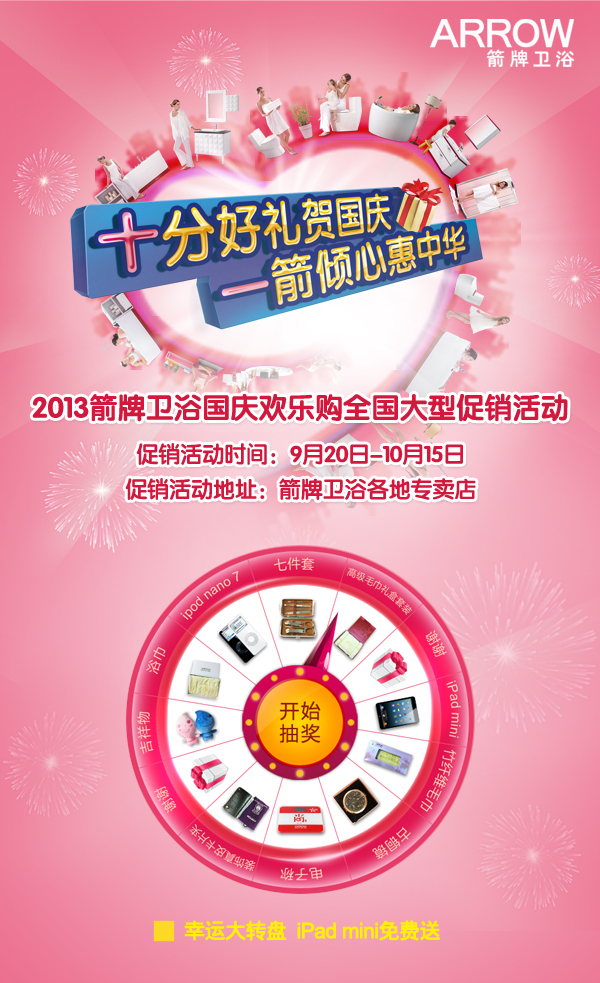 ARROW
箭牌卫浴
十分好礼贺国庆
一箭倾心惠中华
2013箭牌卫浴国庆欢乐购全国大型促销活动
促销活动时间：9月20日-10月15日
促销活动地址：箭牌卫浴各地专卖店
七件套
高级毛巾礼盒套装
谢谢
iPad mini
竹纤维毛巾
古铜镜
电子称
装饰真皮卡片夹
谢谢
吉祥物
浴巾
ipod nano 7
开始
抽奖
幸运大转盘 iPad mini免费送